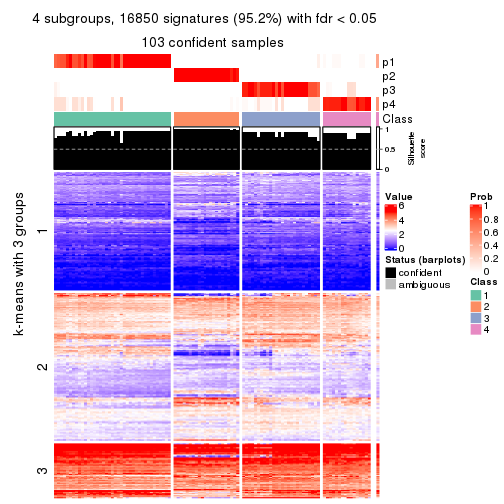 4 subgroups, 16850 signatures (95.2%) with fdr < 0.05
103 confident samples
p1
p2
p3
p4
Class
1
0.5
0
Silhouette
score
k-means with 3 groups
1
2
3
Value
6
4
2
0
Status (barplots)
confident
ambiguous
Prob
1
0.8
0.6
0.4
0.2
0
Class
1
2
3
4